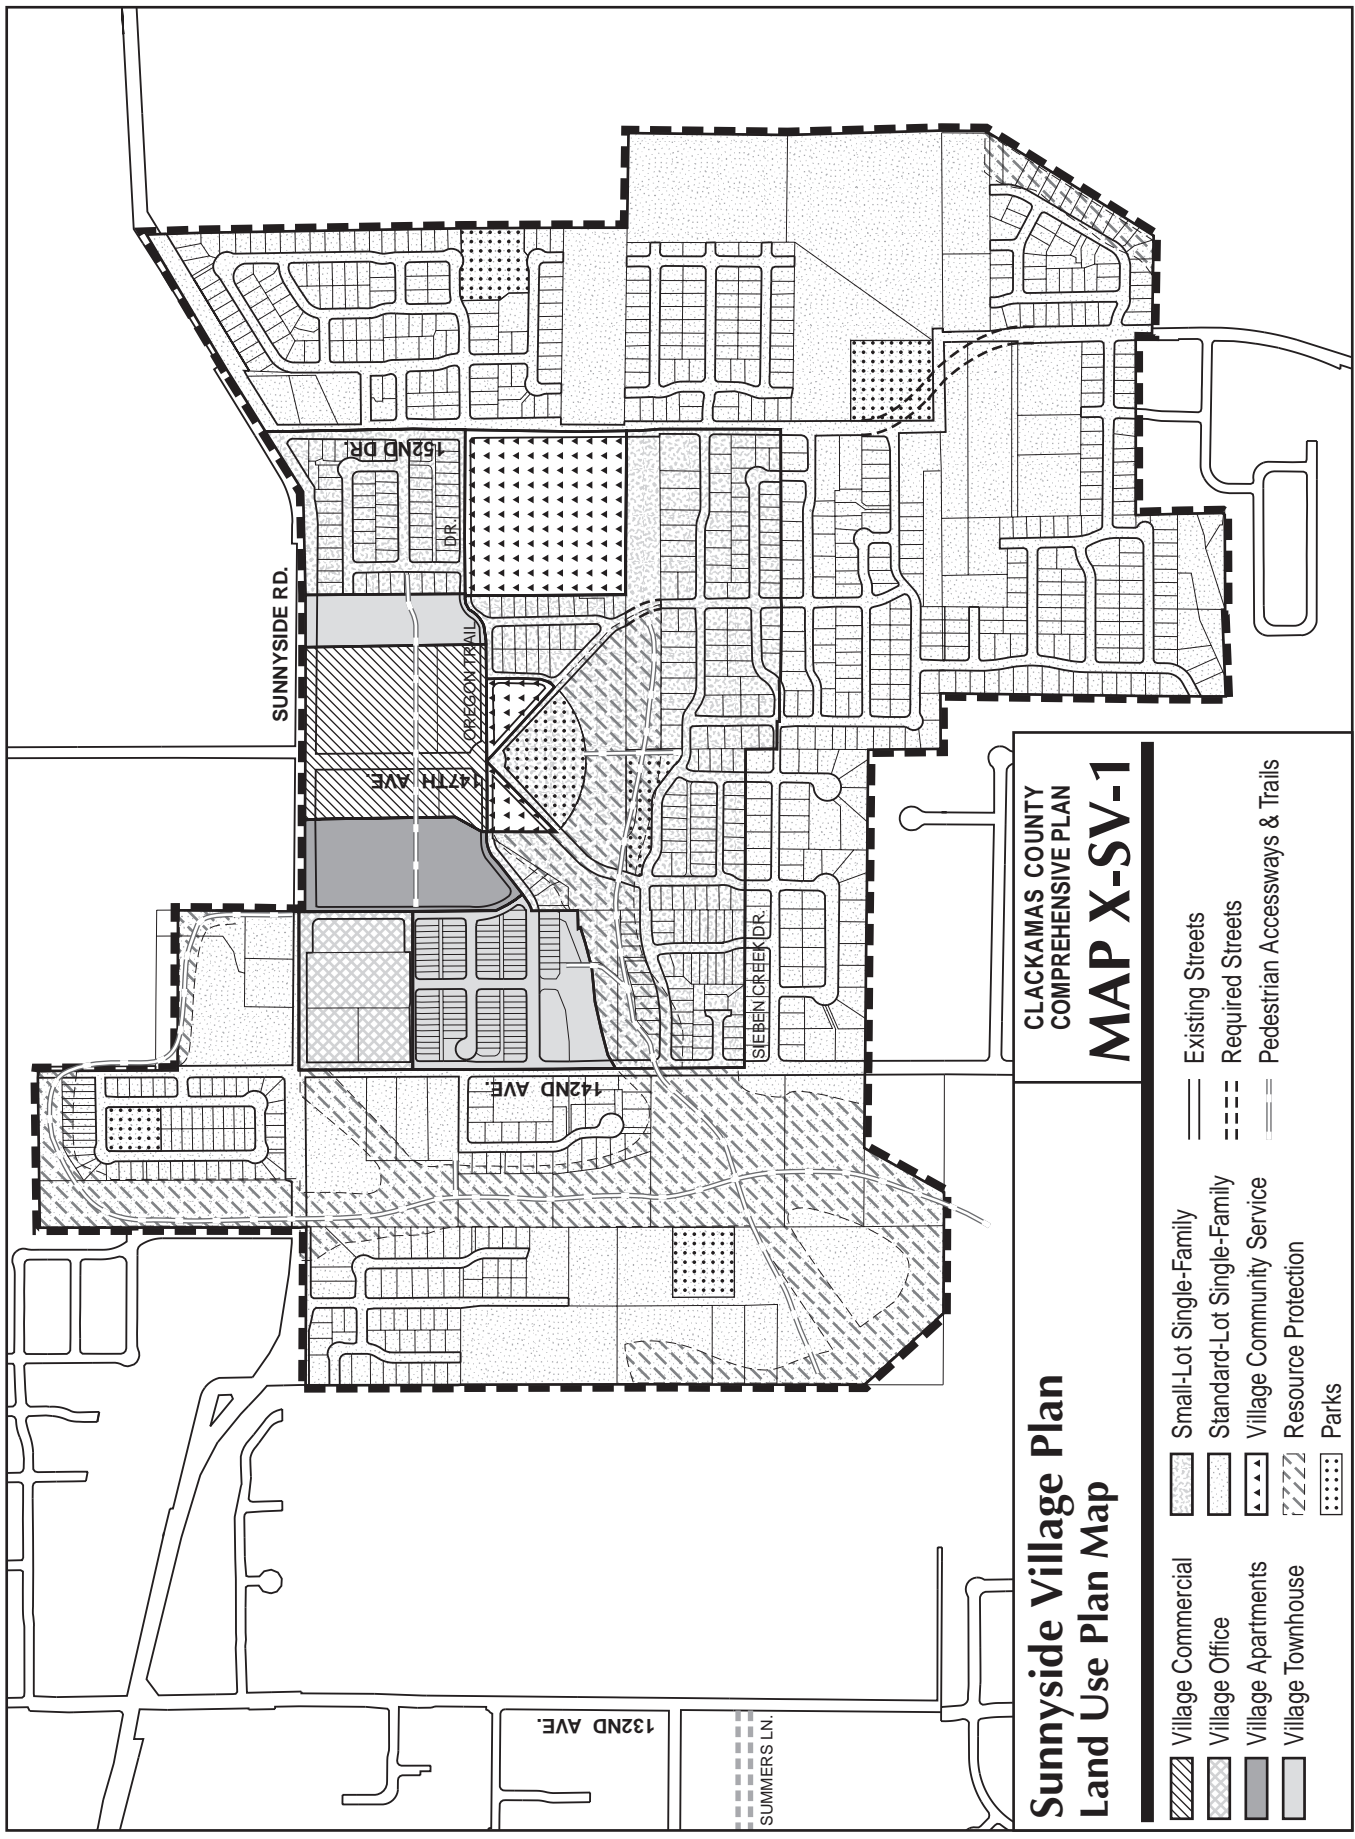 SUNNYSIDE RD.
152ND DR.
DR.
OREGON TRAIL
147TH AVE.
SIEBEN CREEK DR.
142ND AVE.
132ND AVE.
SUMMERS LN.
Sunnyside Village Plan
Land Use Plan Map
CLACKAMAS COUNTY
COMPREHENSIVE PLAN
MAP X-SV-1
Village Commercial
Village Office
Village Apartments
Village Townhouse
Small-Lot Single-Family
Standard-Lot Single-Family
Village Community Service
Resource Protection
Parks
Existing Streets
Required Streets
Pedestrian Accessways & Trails